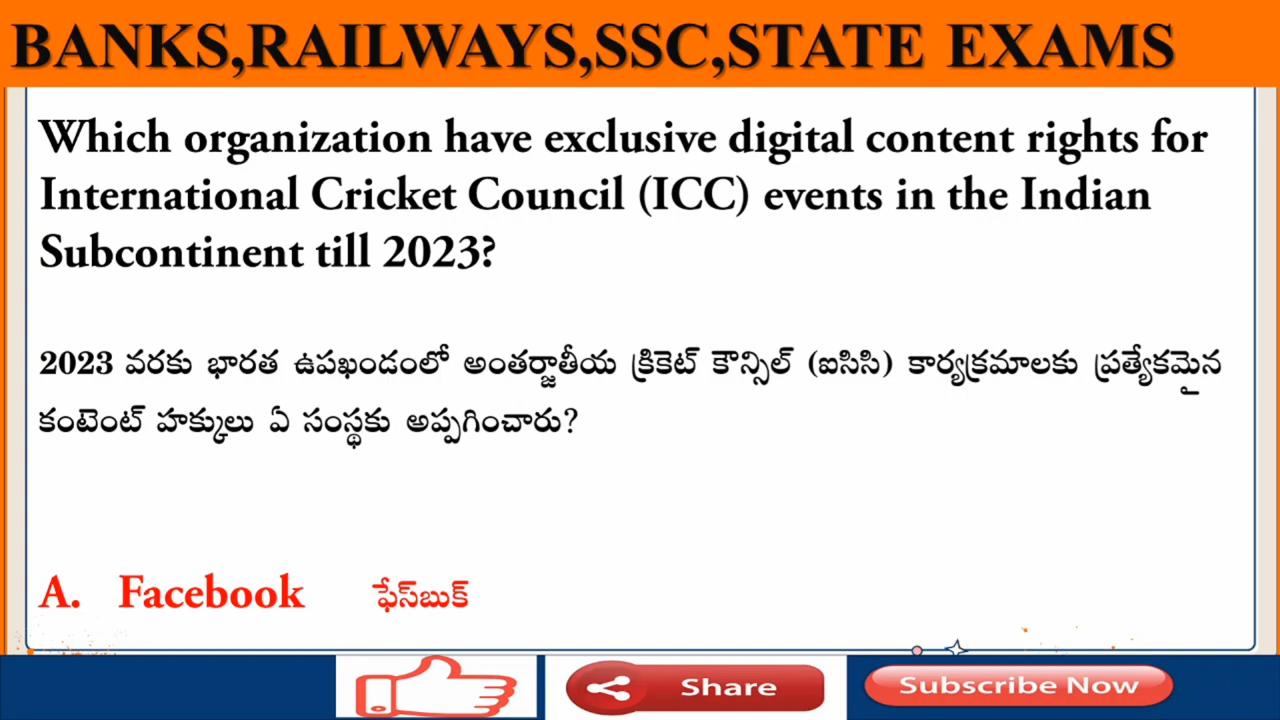 BANKS,RAILWAYS,SSC,STATE EXAMS
Which organization have exclusive digital content rights for
International Cricket Council (ICC) events in the Indian
Subcontinent till 2023?
2023 వరకు భారత ఉపఖండంలో అంతర్జాతీయ క్రికెట్ కౌన్సిల్ (ఐసిసి) కార్యక్రమాలకు ప్రత్యేకమైన
కంటెంట్ హక్కులు ఏ సంస్థకు అప్పగించారు?
A. Facebook ఫేస్‌బుక్
Share
Subscribe Now